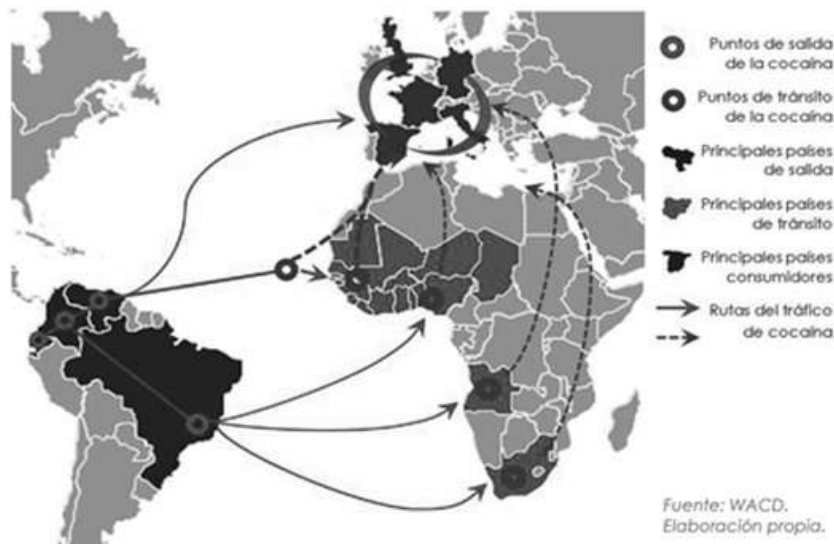 Puntos de salida
de la cocaína
Puntos de tránsito
de la cocaína
Principales países
de salida
Principales países
de tránsito
Principales países
consumidores
Rutas del tráfico
de cocaína
Fuente: WACD.
Elaboración propia.